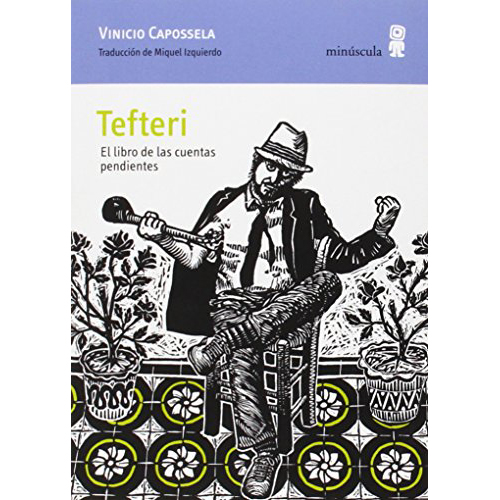 VINICIO CAPOSSELA
Traducción de Miquel Izquierdo
minúscula
Tefteri
El libro de las cuentas
pendientes